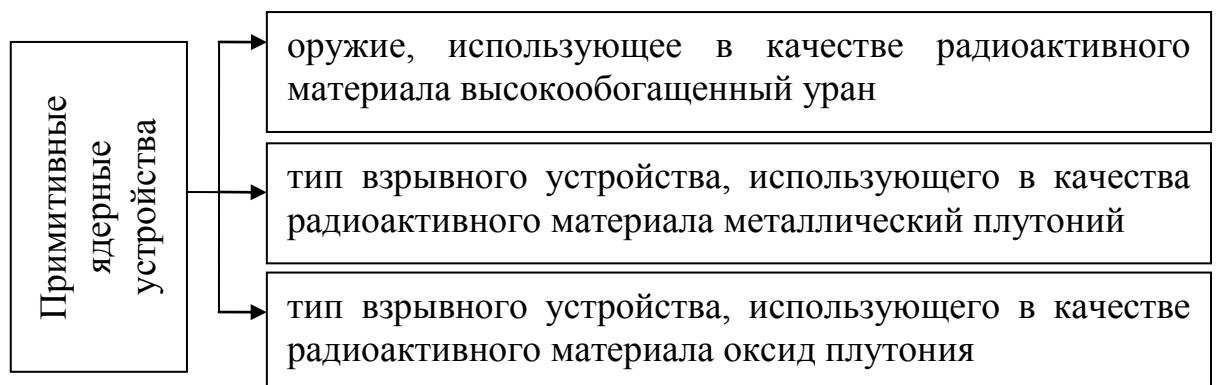 Примитивные
ядерные
устройства
оружие, использующее в качестве радиоактивного
материала высокообогащенный уран
тип взрывного устройства, использующего в качества
радиоактивного материала металлический плутоний
тип взрывного устройства, использующего в качестве
радиоактивного материала оксид плутония